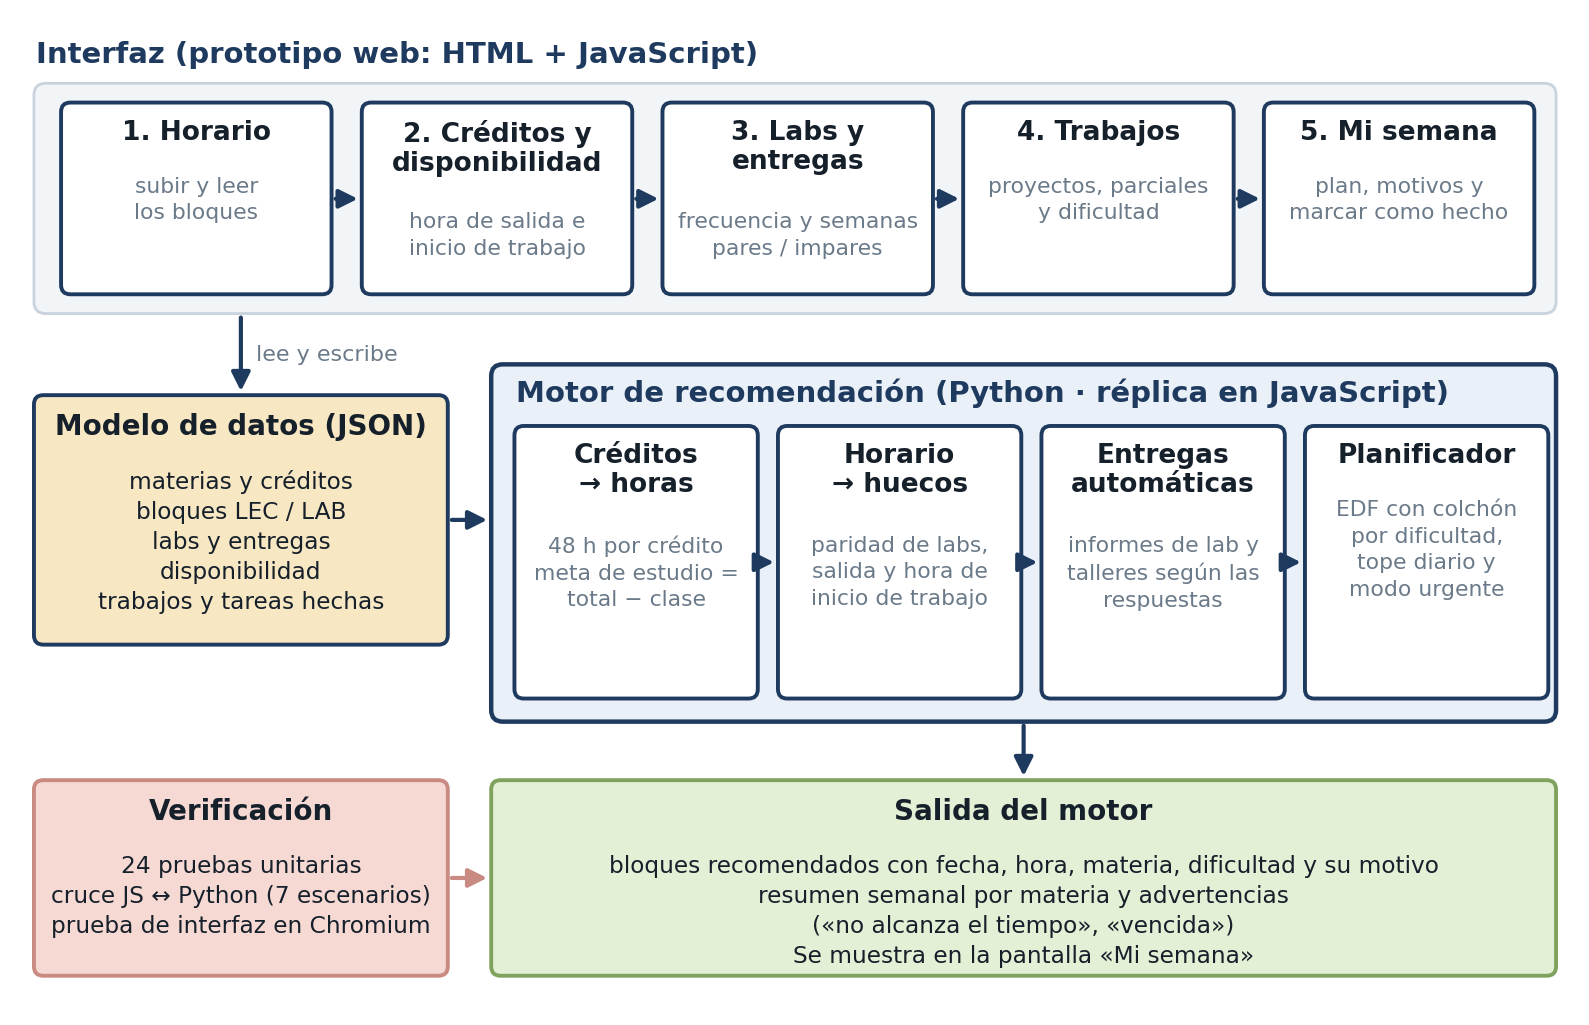 Interfaz (prototipo web: HTML + JavaScript)
1. Horario
subir y leer
los bloques
2. Créditos y
disponibilidad
hora de salida e
inicio de trabajo
3. Labs y
entregas
frecuencia y semanas
pares / impares
4. Trabajos
proyectos, parciales
y dificultad
5. Mi semana
plan, motivos y
marcar como hecho
lee y escribe
Modelo de datos (JSON)
materias y créditos
bloques LEC / LAB
labs y entregas
disponibilidad
trabajos y tareas hechas
Motor de recomendación (Python · réplica en JavaScript)
Créditos
→ horas
48 h por crédito
meta de estudio =
total − clase
Horario
→ huecos
paridad de labs,
salida y hora de
inicio de trabajo
Entregas
automáticas
informes de lab y
talleres según las
respuestas
Planificador
EDF con colchón
por dificultad,
tope diario y
modo urgente
Verificación
24 pruebas unitarias
cruce JS ↔ Python (7 escenarios)
prueba de interfaz en Chromium
Salida del motor
bloques recomendados con fecha, hora, materia, dificultad y su motivo
resumen semanal por materia y advertencias
(«no alcanza el tiempo», «vencida»)
Se muestra en la pantalla «Mi semana»